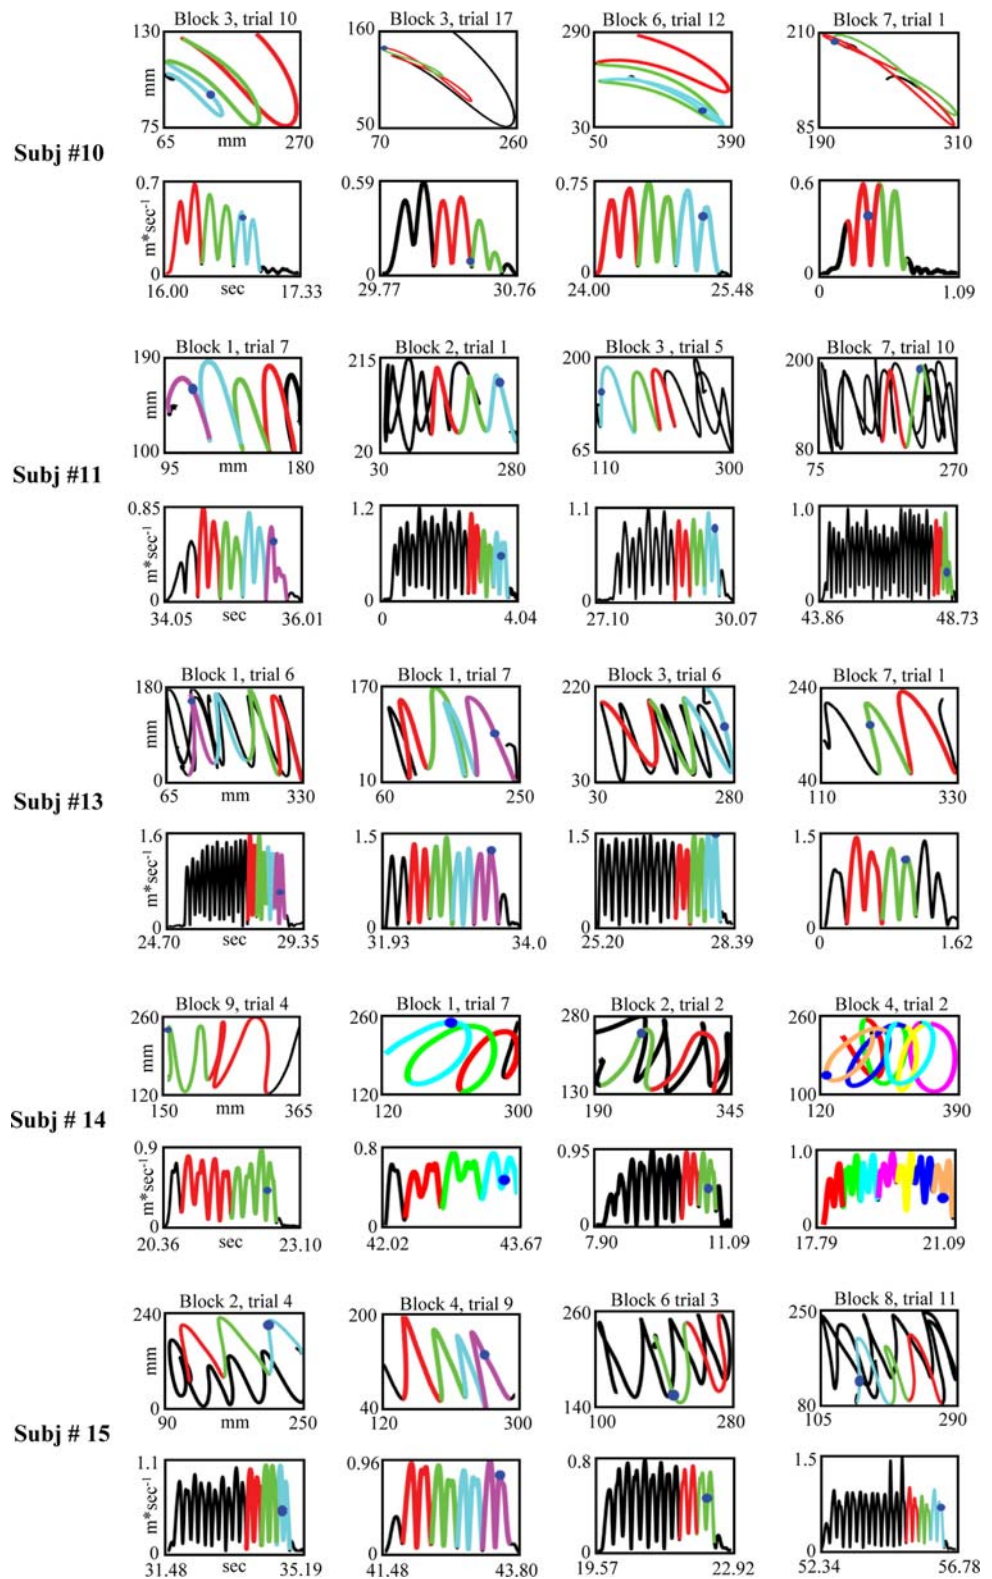 Block 3, trial 10 Block 3, trial 17 Block 6, trial 12 Block 7, trial 1
130 160 290 210
mm
75 50 30 85
65 mm 270 70 260 50 390 190 310
Subj #10
0.7 0.59 0.75 0.6
m*sec-1
0 0 0 0
16.00 sec 17.33 29.77 30.76 24.00 25.48 0 1.09
Block 1, trial 7 Block 2, trial 1 Block 3 , trial 5 Block 7, trial 10
190 215 200 200
mm
100 20 65 80
95 mm 180 30 280 110 300 75 270
Subj #11
0.85 1.2 1.1 1.0
m*sec-1
0 0 0 0
34.05 sec 36.01 0 4.04 27.10 30.07 43.86 48.73
Block 1, trial 6 Block 1, trial 7 Block 3, trial 6 Block 7, trial 1
180 170 220 240
mm
0 10 30 40
65 mm 330 60 250 30 280 110 330
Subj #13
1.6 1.5 1.5 1.5
m*sec-1
0 0 0 0
24.70 sec 29.35 31.93 34.0 25.20 28.39 0 1.62
Block 9, trial 4 Block 1, trial 7 Block 2, trial 2 Block 4, trial 2
260 260 280 260
mm
120 120 130 100
150 mm 365 120 300 190 345 120 390
Subj # 14
0.9 0.8 0.95 1.0
m*sec-1
0 0 0 0
20.36 sec 23.10 42.02 43.67 7.90 11.09 17.79 21.09
Block 2, trial 4 Block 4, trial 9 Block 6 trial 3 Block 8, trial 11
240 200 260 250
mm
0 40 140 80
90 mm 250 120 300 100 280 105 290
Subj # 15
1.1 0.96 0.8 1.5
m*sec-1
0 0 0 0
31.48 sec 35.19 41.48 43.80 19.57 22.92 52.34 56.78